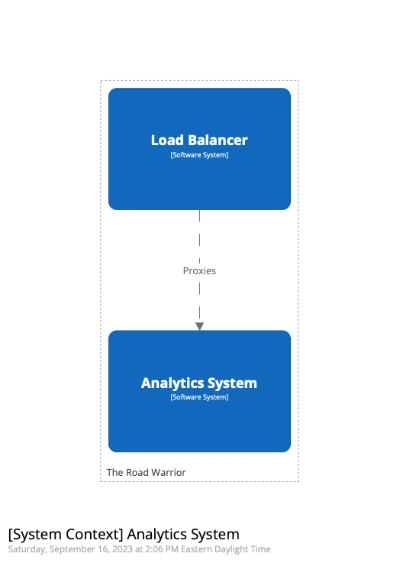 Load Balancer
[Software System]
Proxies
Analytics System
[Software System]
The Road Warrior
[System Context] Analytics System
Saturday, September 16, 2023 at 2:06 PM Eastern Daylight Time